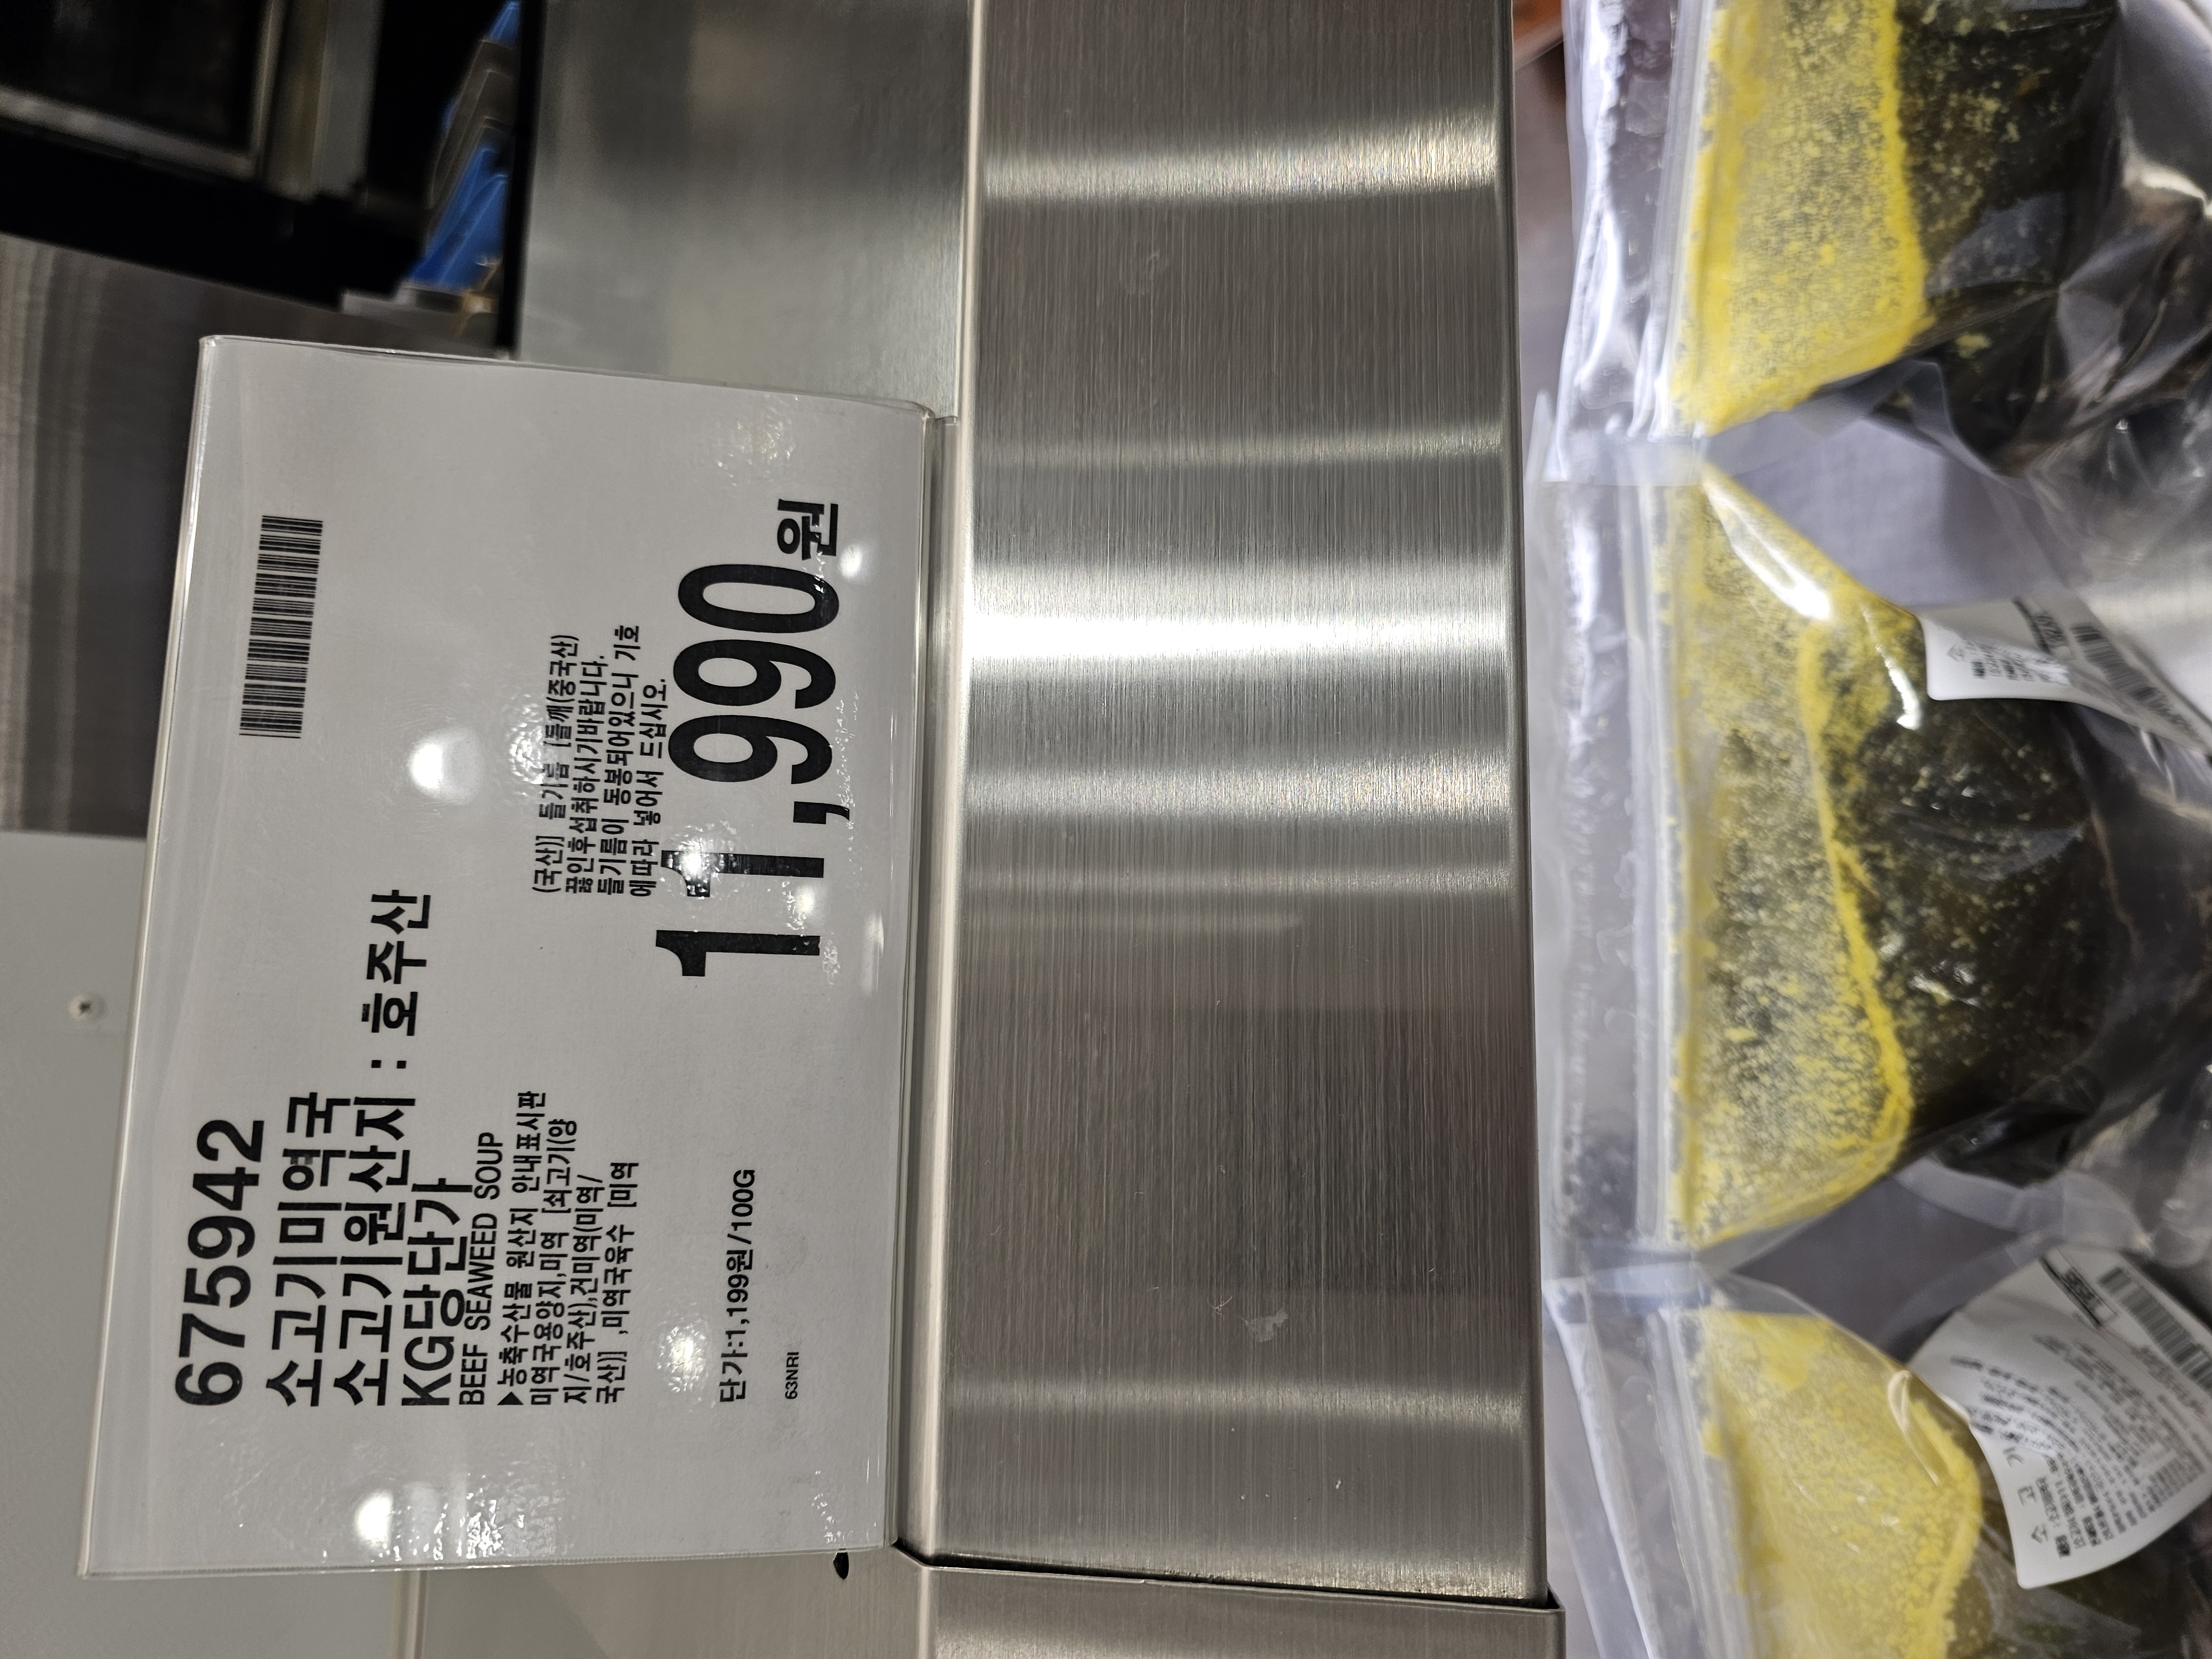 675942
소고기미역국
소고기원산지 : 호주산
KG당단가
BEEF SEAWEED SOUP
▶농축수산물 원산지 안내표시판
미역국용양지,미역 [쇠고기(양
지/호주산),건미역(미역/
국산)] ,미역국육수 [미역
(국산)] 들기름 [들깨(중국산)
끓인후섭취하시기바랍니다.
들기름이 동봉되어있으니 기호
에따라 넣어서 드십시오.
11,990원
단가:1,199원/100G
63NRI